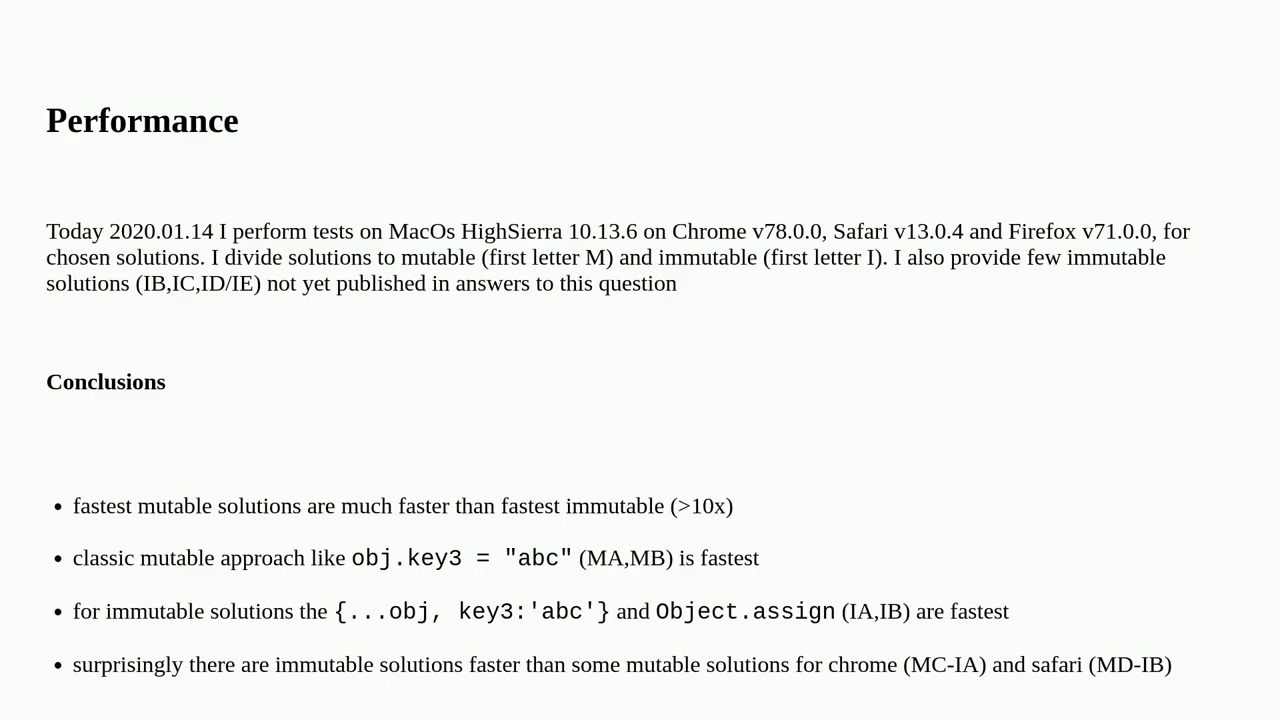 Performance
Today 2020.01.14 I perform tests on MacOs HighSierra 10.13.6 on Chrome v78.0.0, Safari v13.0.4 and Firefox v71.0.0, for
chosen solutions. I divide solutions to mutable (first letter M) and immutable (first letter I). I also provide few immutable
solutions (IB,IC,ID/IE) not yet published in answers to this question
Conclusions
• fastest mutable solutions are much faster than fastest immutable (>10x)
• classic mutable approach like obj.key3 = "abc" (MA,MB) is fastest
• for immutable solutions the {...obj, key3:'abc'} and Object.assign (IA,IB) are fastest
• surprisingly there are immutable solutions faster than some mutable solutions for chrome (MC-IA) and safari (MD-IB)